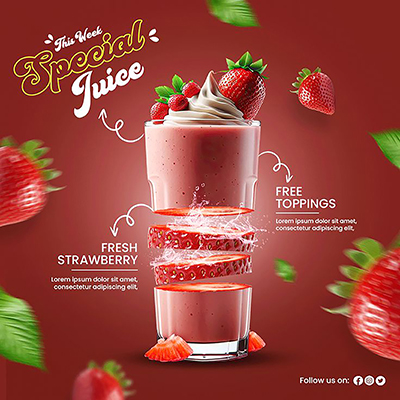 This Week
Special
Juice
FREE
TOPPINGS
Lorem ipsum dolor sit amet,
consectetur adipiscing elit,
FRESH
STRAWBERRY
Lorem ipsum dolor sit amet,
consectetur adipiscing elit,
Follow us on: